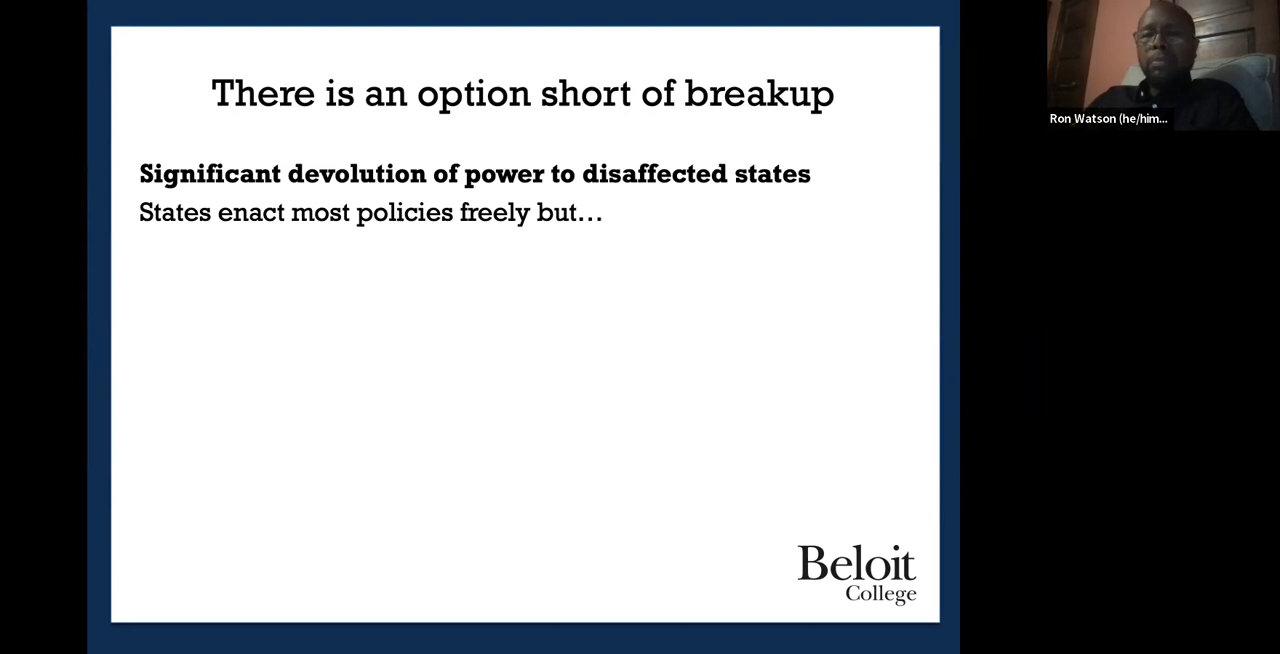 There is an option short of breakup
Significant devolution of power to disaffected states
States enact most policies freely but…
Beloit
College
Ron Watson (he/him...